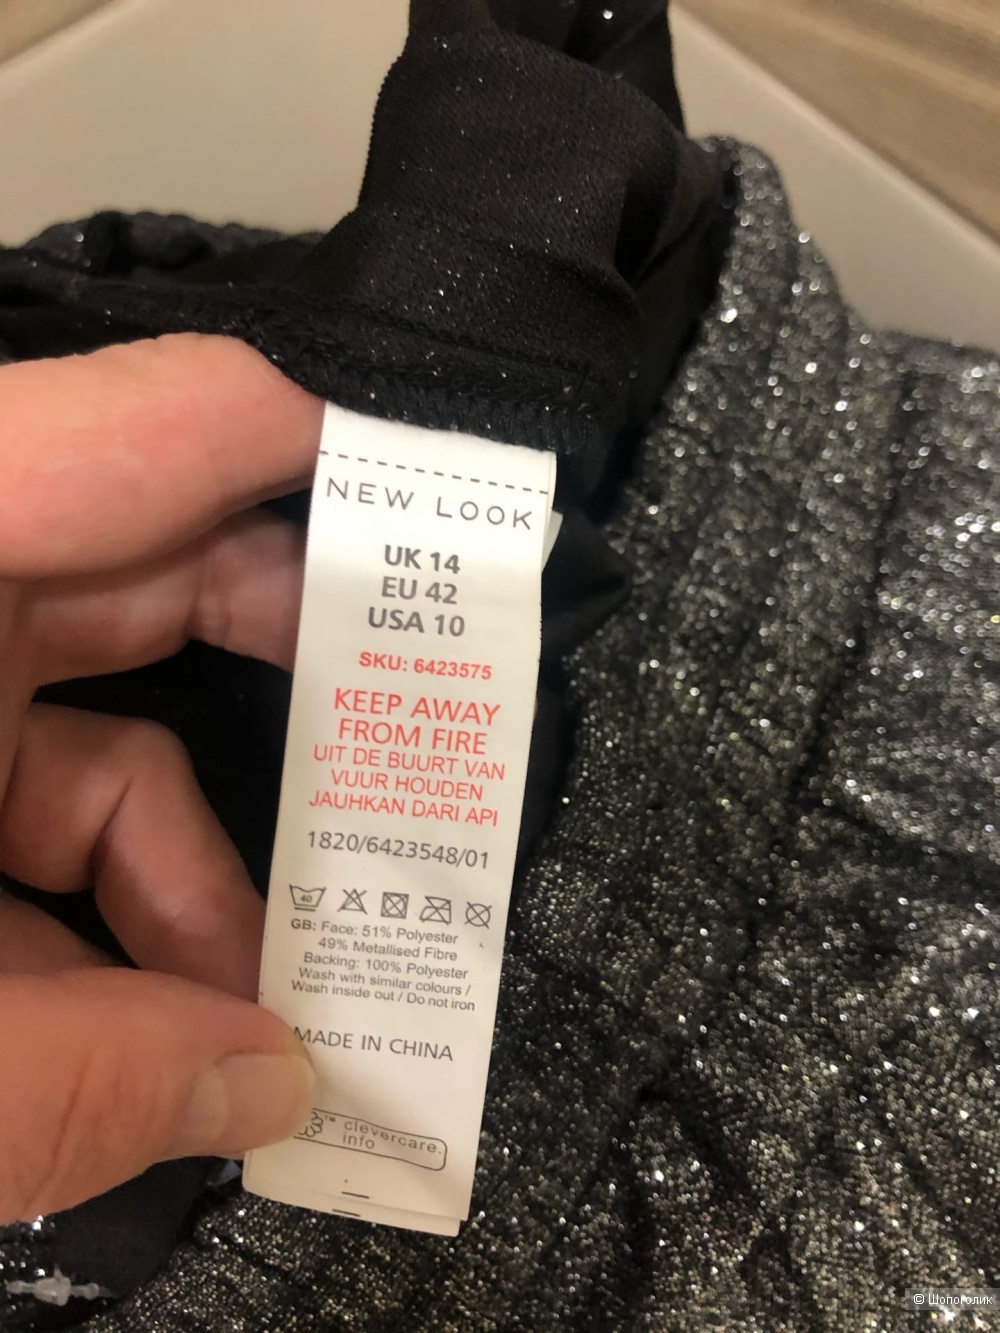 NEW LOOK
UK 14
EU 42
USA 10
SKU: 6423575
KEEP AWAY
FROM FIRE
UIT DE BUURT VAN
VUUR HOUDEN
JAUHKAN DARI API
1820/6423548/01
40
GB: Face: 51% Polyester
49% Metallised Fibre
Backing: 100% Polyester
Wash with similar colours /
Wash inside out / Do not iron
MADE IN CHINA
™ clevercare.
info
© Шопоголик